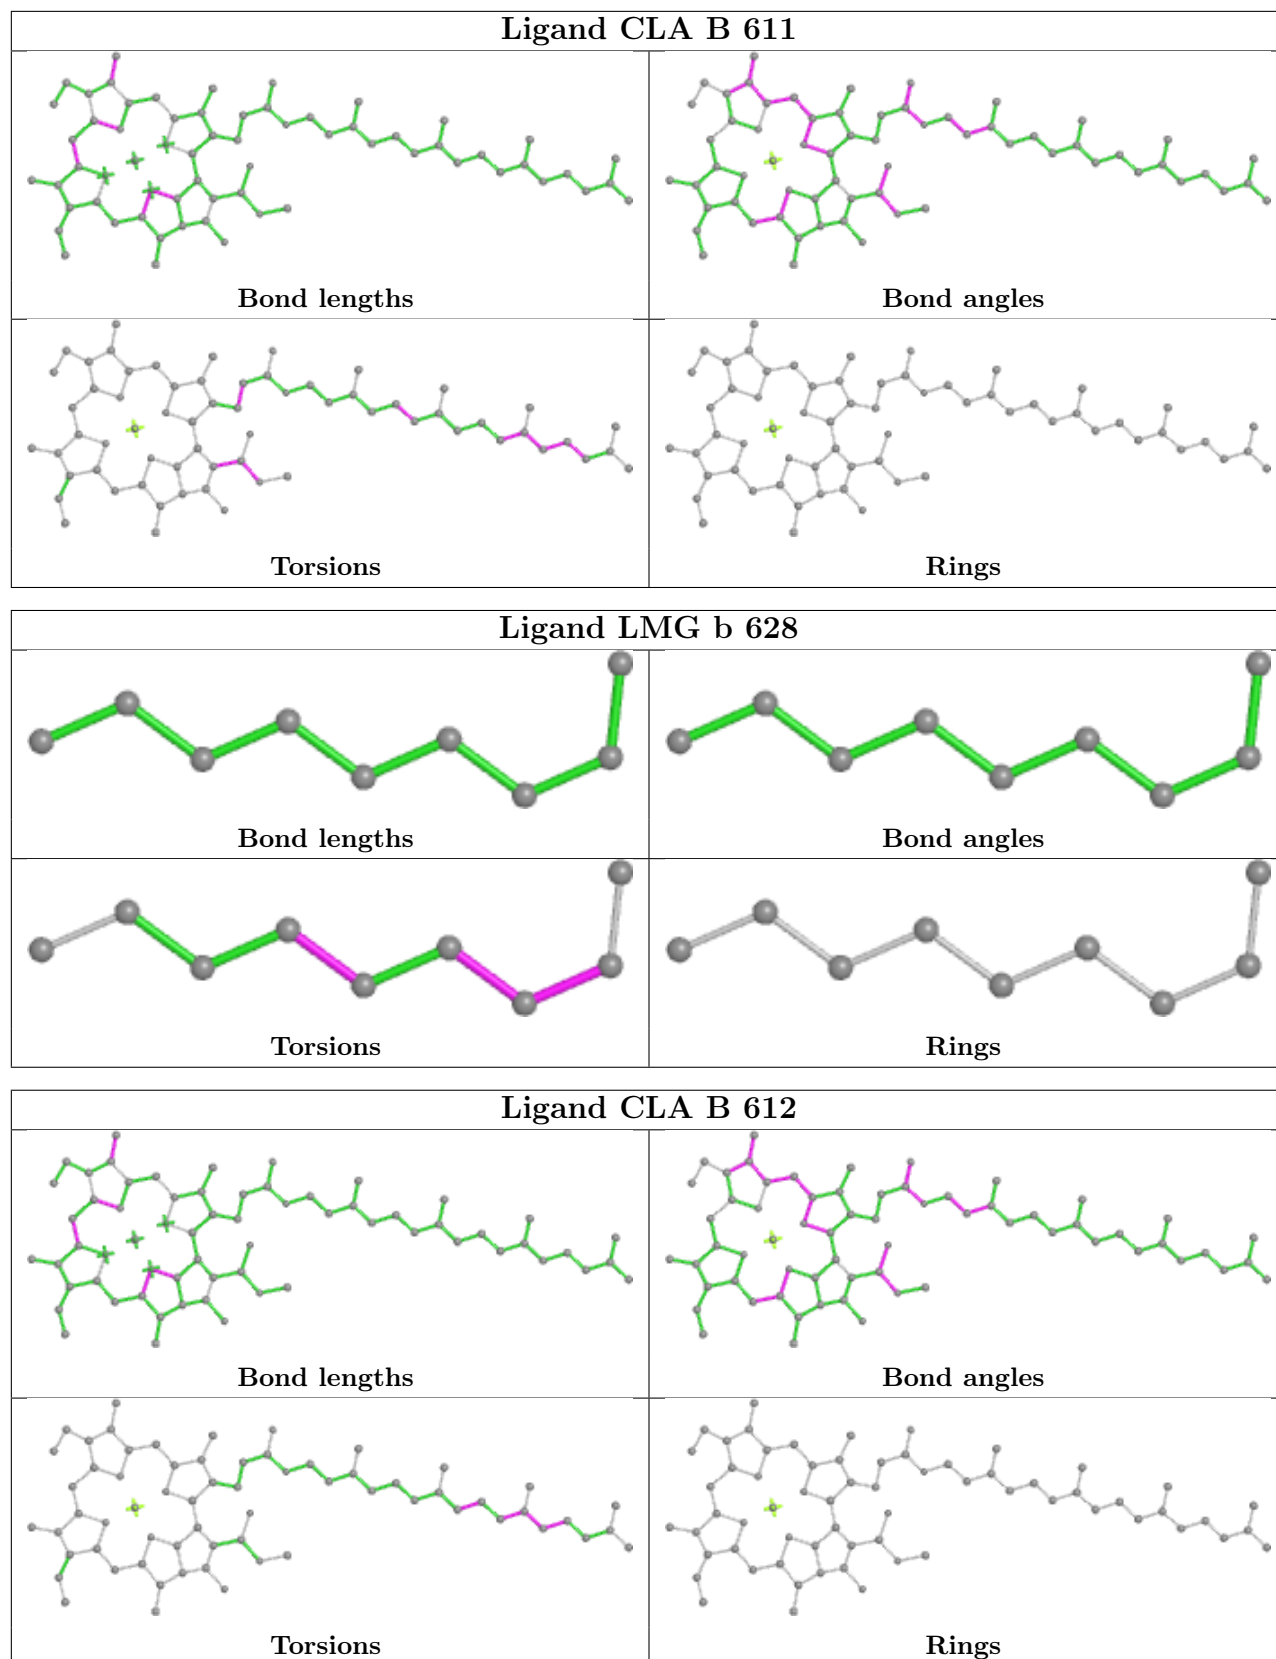 Ligand CLA B 611
Bond lengths
Bond angles
Torsions
Rings
Ligand LMG b 628
Bond lengths
Bond angles
Torsions
Rings
Ligand CLA B 612
Bond lengths
Bond angles
Torsions
Rings